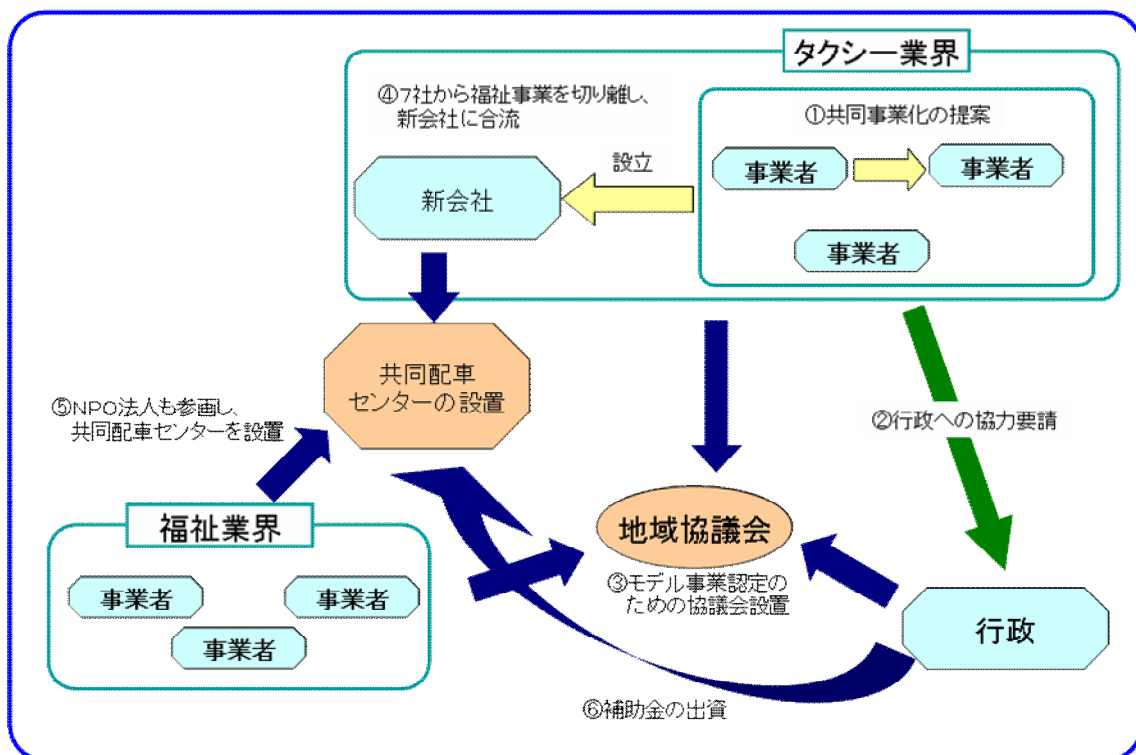 タクシー業界
④7社から福祉事業を切り離し、
新会社に合流
①共同事業化の提案
事業者
事業者
事業者
設立
新会社
共同配車
センターの設置
⑤NPO法人も参画し、
共同配車センターを設置
②行政への協力要請
福祉業界
事業者
事業者
事業者
地域協議会
③モデル事業認定の
ための協議会設置
行政
⑥補助金の出資